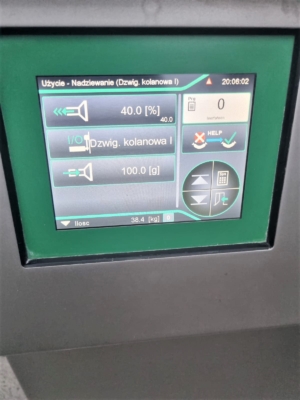 Użycie - Nadziewanie (Dzwig. kolanowa I) 20:06:02
40.0 [%]
40.0
0
I/O Dzwig. kolanowa I
HELP
100.0 [g]
Ilosc 38.4 [kg]